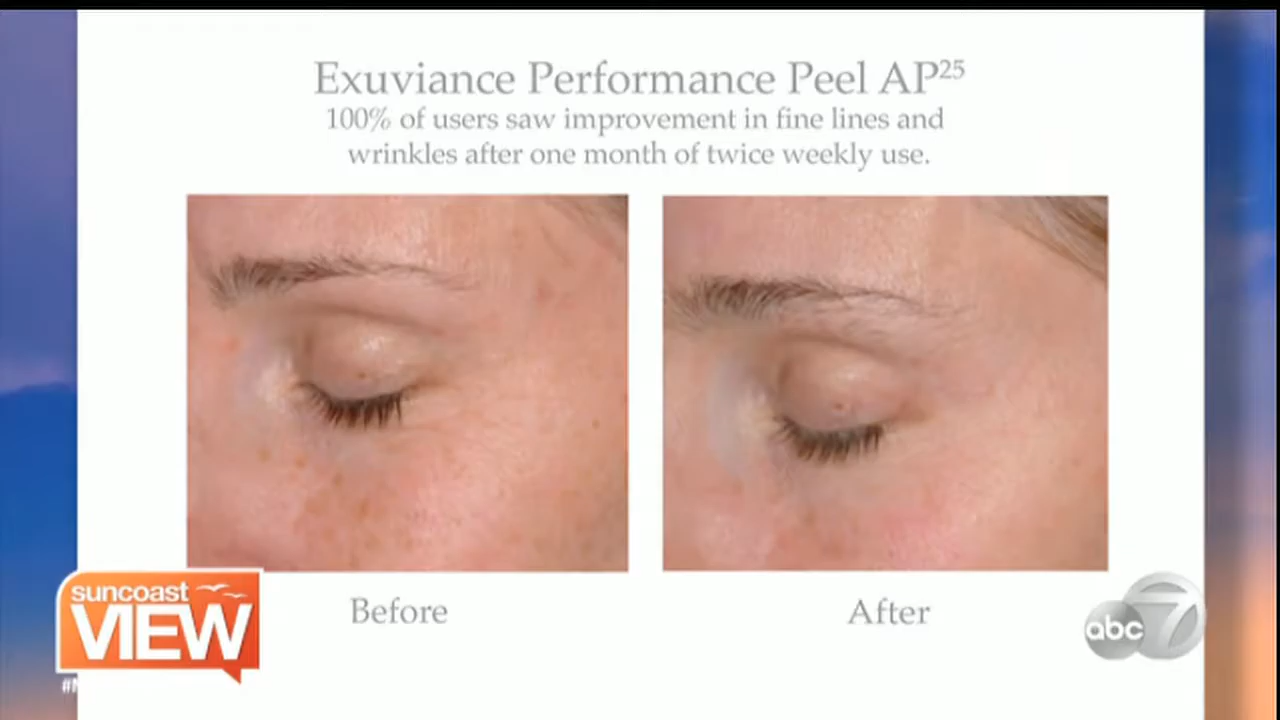 Exuviance Performance Peel AP²⁵
100% of users saw improvement in fine lines and
wrinkles after one month of twice weekly use.
Before
After
suncoast
VIEW
abc 7